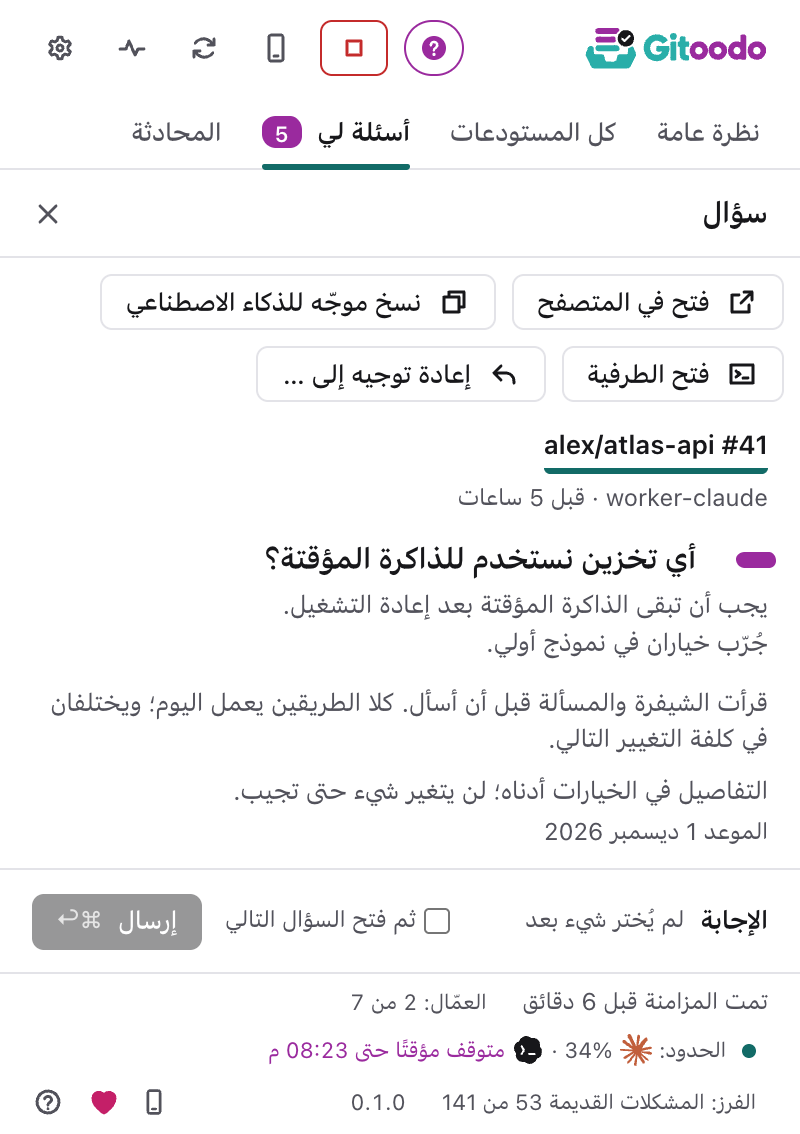 Gitoodo
نظرة عامة
كل المستودعات
أسئلة لي 5
المحادثة
سؤال
فتح في المتصفح
نسخ موجّه للذكاء الاصطناعي
فتح الطرفية
إعادة توجيه إلى ...
alex/atlas-api #41
worker-claude · قبل 5 ساعات
أي تخزين نستخدم للذاكرة المؤقتة؟
يجب أن تبقى الذاكرة المؤقتة بعد إعادة التشغيل.
جُرّب خياران في نموذج أولي.
قرأت الشيفرة والمسألة قبل أن أسأل. كلا الطريقين يعمل اليوم؛ ويختلفان
في كلفة التغيير التالي.
التفاصيل في الخيارات أدناه؛ لن يتغير شيء حتى تجيب.
الموعد 1 ديسمبر 2026
الإجابة لم يُختر شيء بعد
ثم فتح السؤال التالي
إرسال ⌘↩
تمت المزامنة قبل 6 دقائق
العمّال: 2 من 7
الحدود: 34% · متوقف مؤقتًا حتى 08:23 م
الفرز: المشكلات القديمة 53 من 141
0.1.0